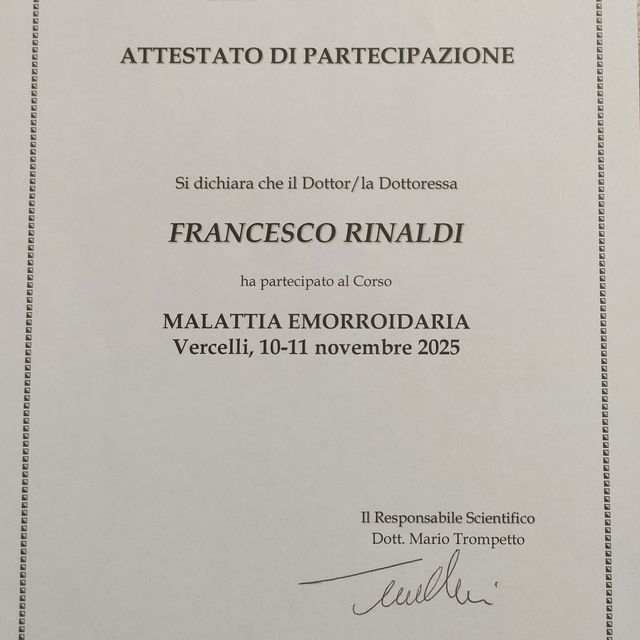 ATTESTATO DI PARTECIPAZIONE
Si dichiara che il Dottor/la Dottoressa
FRANCESCO RINALDI
ha partecipato al Corso
MALATTIA EMORROIDARIA
Vercelli, 10-11 novembre 2025
Il Responsabile Scientifico
Dott. Mario Trompetto